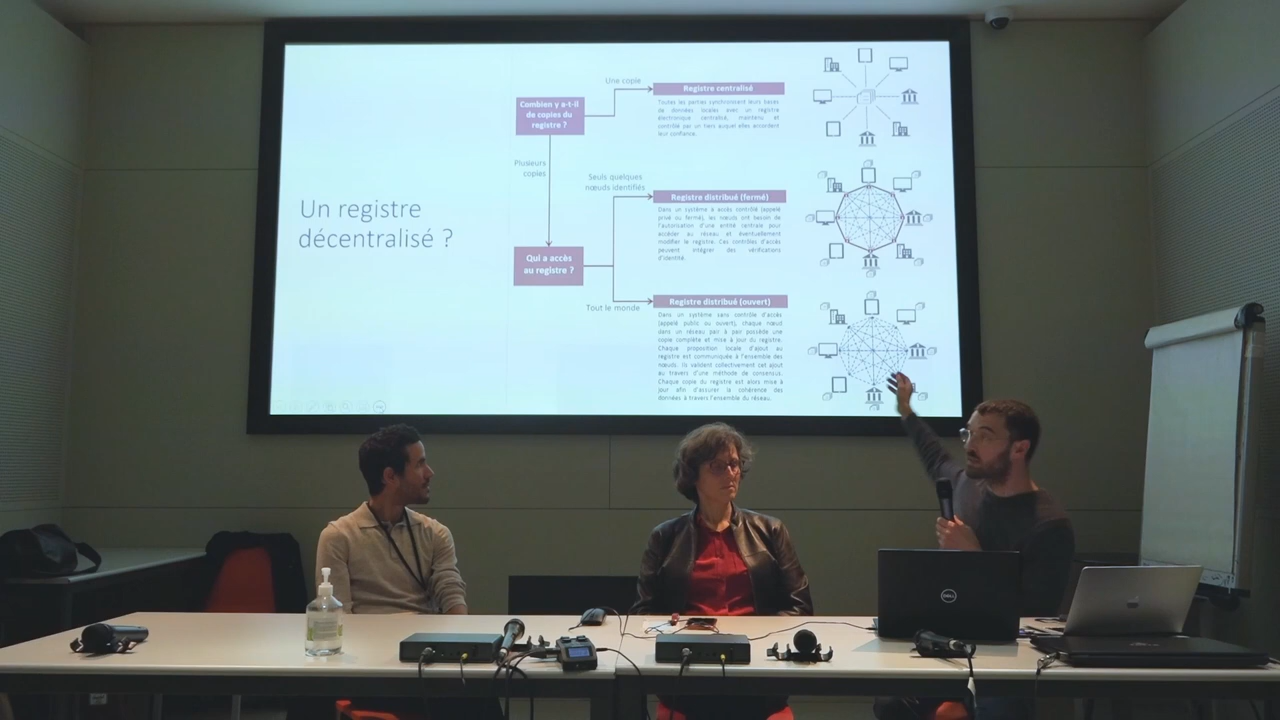 Un registre
décentralisé ?
Combien y a-t-il
de copies du
registre ?
Une copie
Registre centralisé
Toutes les parties synchronisent leurs bases
de données locales avec un registre
électronique centralisé, maintenu et
contrôlé par un tiers auquel elles accordent
leur confiance.
Plusieurs
copies
Seuls quelques
nœuds identifiés
Registre distribué (fermé)
Dans un système à accès contrôlé (appelé
privé ou fermé), les nœuds ont besoin de
l'autorisation d'une entité centrale pour
accéder au réseau et éventuellement
modifier le registre. Ces contrôles d'accès
peuvent intégrer des vérifications
d'identité.
Qui a accès
au registre ?
Tout le monde
Registre distribué (ouvert)
Dans un système sans contrôle d'accès
(appelé public ou ouvert), chaque nœud
dans un réseau pair à pair possède une
copie complète et mise à jour du registre.
Chaque proposition locale d'ajout au
registre est communiquée à l'ensemble des
nœuds. Ils valident collectivement cet ajout
au travers d'une méthode de consensus.
Chaque copie du registre est alors mise à
jour afin d'assurer la cohérence des
données à travers l'ensemble du réseau.
DELL